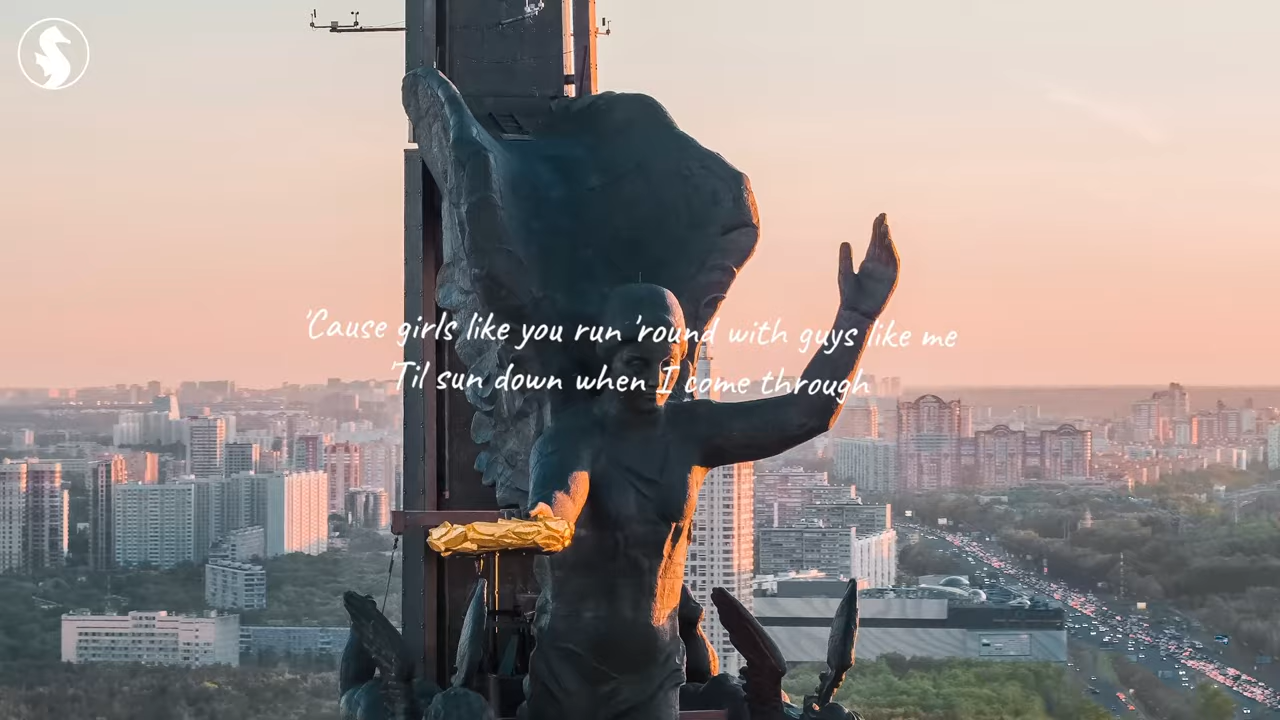 'Cause girls like you run 'round with guys like me
'Til sun down when I come through